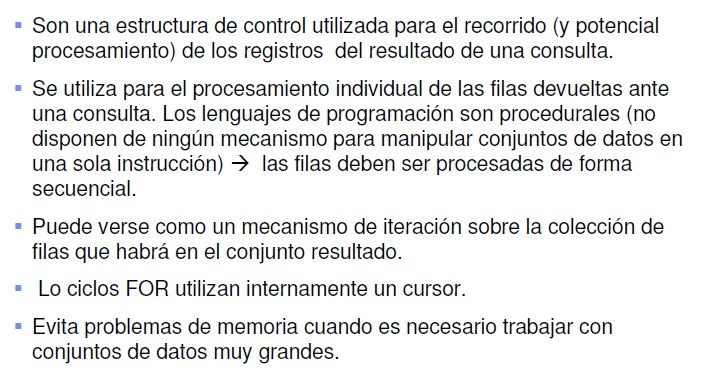 ▪ Son una estructura de control utilizada para el recorrido (y potencial
procesamiento) de los registros del resultado de una consulta.
▪ Se utiliza para el procesamiento individual de las filas devueltas ante
una consulta. Los lenguajes de programación son procedurales (no
disponen de ningún mecanismo para manipular conjuntos de datos en
una sola instrucción) → las filas deben ser procesadas de forma
secuencial.
▪ Puede verse como un mecanismo de iteración sobre la colección de
filas que habrá en el conjunto resultado.
▪ Lo ciclos FOR utilizan internamente un cursor.
▪ Evita problemas de memoria cuando es necesario trabajar con
conjuntos de datos muy grandes.